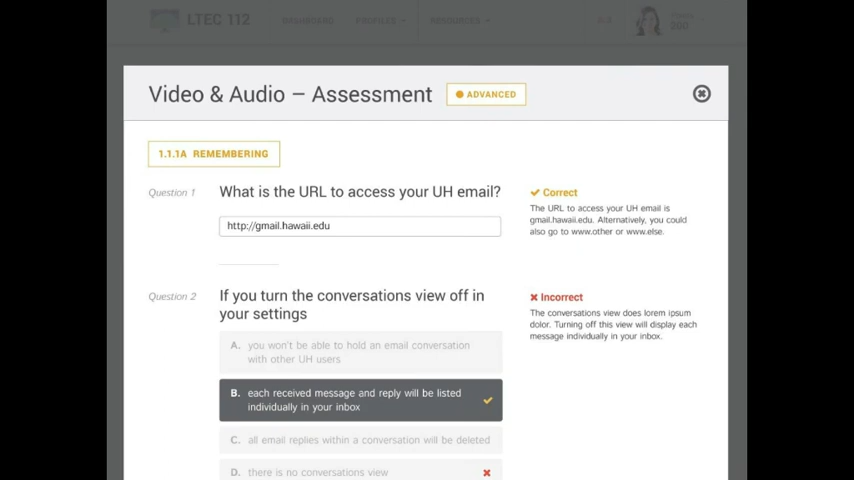 LTEC 112
DASHBOARD
PROFILES
RESOURCES
Video & Audio – Assessment
ADVANCED
1.1.1A REMEMBERING
Question 1
What is the URL to access your UH email?
http://gmail.hawaii.edu
Correct
The URL to access your UH email is
gmail.hawaii.edu. Alternatively, you could
also go to www.other or www.else.
Question 2
If you turn the conversations view off in
your settings
Incorrect
The conversations view does lorem ipsum
dolor. Turning off this view will display each
message individually in your inbox.
A. you won't be able to hold an email conversation
with other UH users
B. each received message and reply will be listed
individually in your inbox
C. all email replies within a conversation will be deleted
D. there is no conversations view